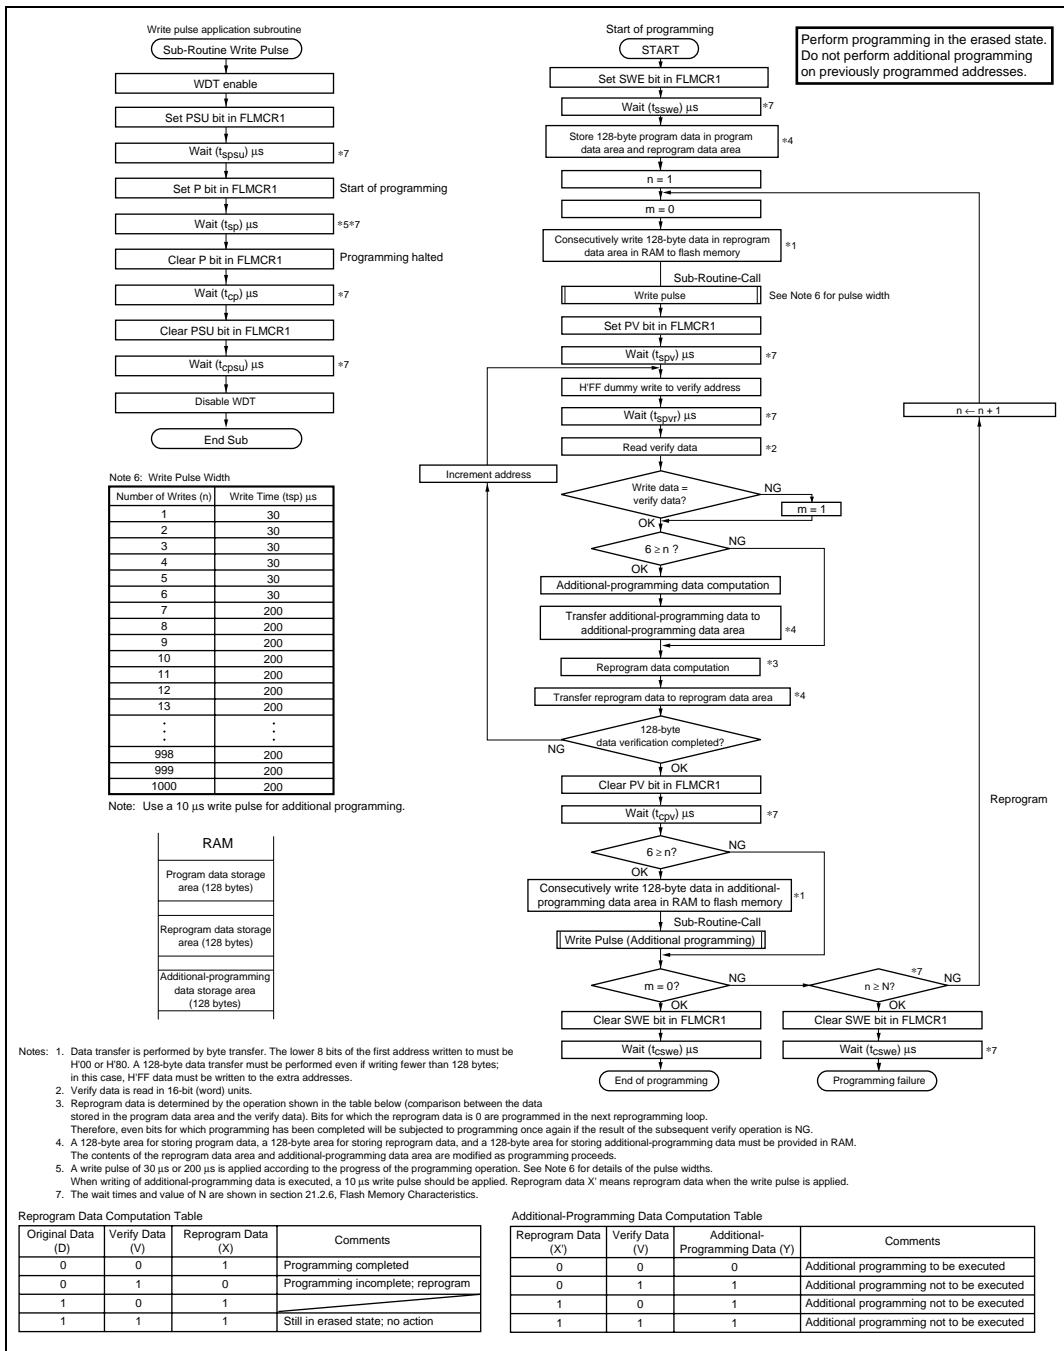 Write pulse application subroutine
Sub-Routine Write Pulse
WDT enable
Set PSU bit in FLMCR1
Wait (tspsu) μs
*7
Set P bit in FLMCR1
Start of programming
Wait (tsp) μs
*5*7
Clear P bit in FLMCR1
Programming halted
Wait (tcp) μs
*7
Clear PSU bit in FLMCR1
Wait (tcpsu) μs
*7
Disable WDT
End Sub
Note 6: Write Pulse Width
Number of Writes (n) Write Time (tsp) μs
1 30
2 30
3 30
4 30
5 30
6 30
7 200
8 200
9 200
10 200
11 200
12 200
13 200
998 200
999 200
1000 200
Note: Use a 10 μs write pulse for additional programming.
RAM
Program data storage
area (128 bytes)
Reprogram data storage
area (128 bytes)
Additional-programming
data storage area
(128 bytes)
Start of programming
START
Perform programming in the erased state.
Do not perform additional programming
on previously programmed addresses.
Set SWE bit in FLMCR1
Wait (tsswe) μs
*7
Store 128-byte program data in program
data area and reprogram data area
*4
n = 1
m = 0
Consecutively write 128-byte data in reprogram
data area in RAM to flash memory
*1
Sub-Routine-Call
Write pulse
See Note 6 for pulse width
Set PV bit in FLMCR1
Wait (tspv) μs
*7
H'FF dummy write to verify address
Wait (tspvr) μs
*7
n ← n + 1
Read verify data
*2
Increment address
Write data =
verify data?
NG
m = 1
OK
6 ≥ n ?
NG
OK
Additional-programming data computation
Transfer additional-programming data to
additional-programming data area
*4
Reprogram data computation
*3
Transfer reprogram data to reprogram data area
*4
128-byte
data verification completed?
NG
OK
Clear PV bit in FLMCR1
Reprogram
Wait (tcpv) μs
*7
6 ≥ n?
NG
OK
Consecutively write 128-byte data in additional-
programming data area in RAM to flash memory
*1
Sub-Routine-Call
Write Pulse (Additional programming)
m = 0?
NG
n ≥ N?
*7
NG
OK
OK
Clear SWE bit in FLMCR1
Clear SWE bit in FLMCR1
Wait (tcswe) μs
Wait (tcswe) μs
*7
End of programming
Programming failure
Notes: 1. Data transfer is performed by byte transfer. The lower 8 bits of the first address written to must be
H'00 or H'80. A 128-byte data transfer must be performed even if writing fewer than 128 bytes;
in this case, H'FF data must be written to the extra addresses.
2. Verify data is read in 16-bit (word) units.
3. Reprogram data is determined by the operation shown in the table below (comparison between the data
stored in the program data area and the verify data). Bits for which the reprogram data is 0 are programmed in the next reprogramming loop.
Therefore, even bits for which programming has been completed will be subjected to programming once again if the result of the subsequent verify operation is NG.
4. A 128-byte area for storing program data, a 128-byte area for storing reprogram data, and a 128-byte area for storing additional-programming data must be provided in RAM.
The contents of the reprogram data area and additional-programming data area are modified as programming proceeds.
5. A write pulse of 30 μs or 200 μs is applied according to the progress of the programming operation. See Note 6 for details of the pulse widths.
When writing of additional-programming data is executed, a 10 μs write pulse should be applied. Reprogram data X' means reprogram data when the write pulse is applied.
7. The wait times and value of N are shown in section 21.2.6, Flash Memory Characteristics.
Reprogram Data Computation Table
Original Data (D) Verify Data (V) Reprogram Data (X) Comments
0 0 1 Programming completed
0 1 0 Programming incomplete; reprogram
1 0 1
1 1 1 Still in erased state; no action
Additional-Programming Data Computation Table
Reprogram Data (X') Verify Data (V) Additional-Programming Data (Y) Comments
0 0 0 Additional programming to be executed
0 1 1 Additional programming not to be executed
1 0 1 Additional programming not to be executed
1 1 1 Additional programming not to be executed